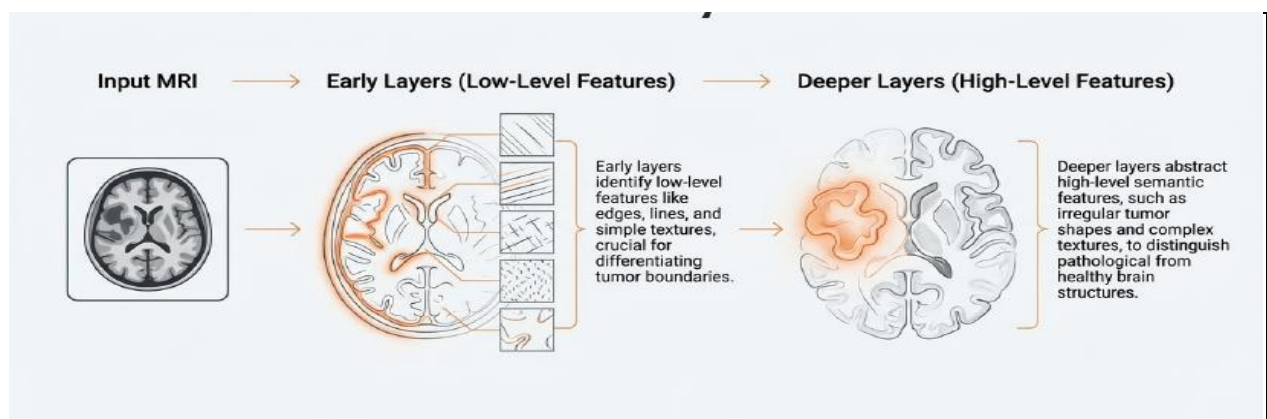 Input MRI
Early Layers (Low-Level Features)
Deeper Layers (High-Level Features)
Early layers
identify low-level
features like
edges, lines, and
simple textures,
crucial for
differentiating
tumor boundaries.
Deeper layers abstract
high-level semantic
features, such as
irregular tumor
shapes and complex
textures, to distinguish
pathological from
healthy brain
structures.